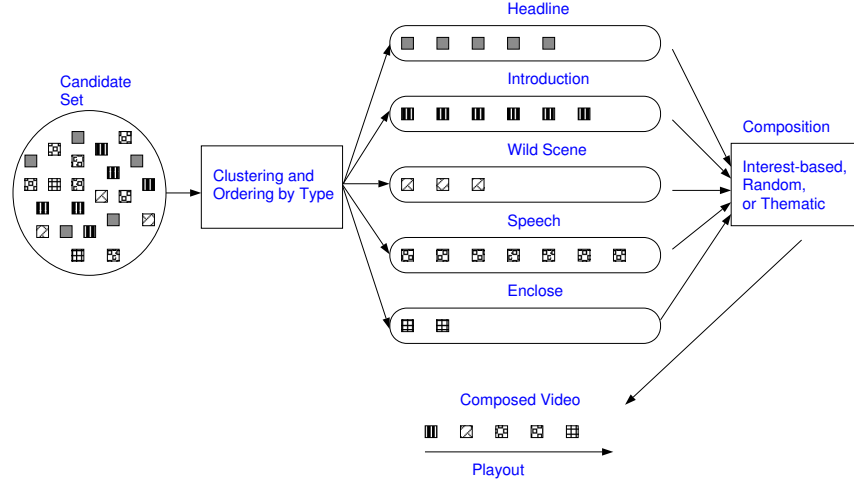 Headline
Candidate
Set
Introduction
Composition
Wild Scene
Clustering and
Ordering by Type
Interest-based,
Random,
or Thematic
Speech
Enclose
Composed Video
Playout